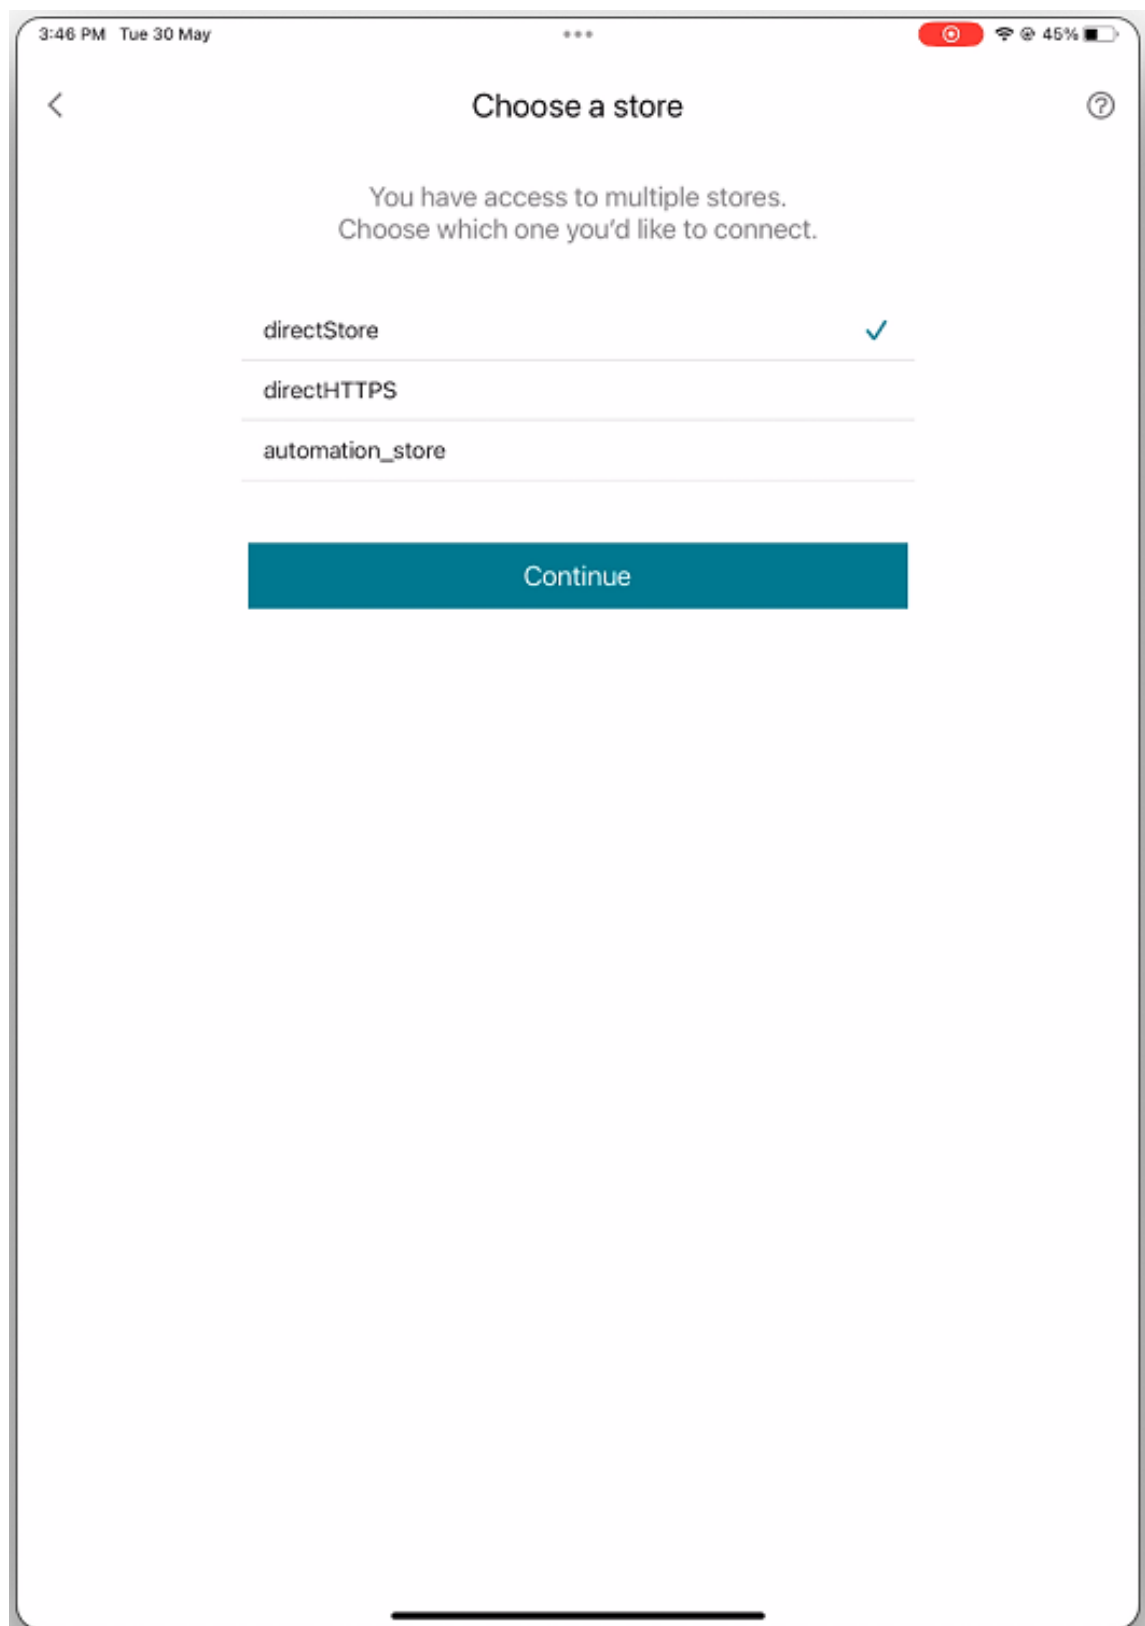 3:46 PM Tue 30 May
45%
Choose a store
You have access to multiple stores.
Choose which one you'd like to connect.
directStore
directHTTPS
automation_store
Continue